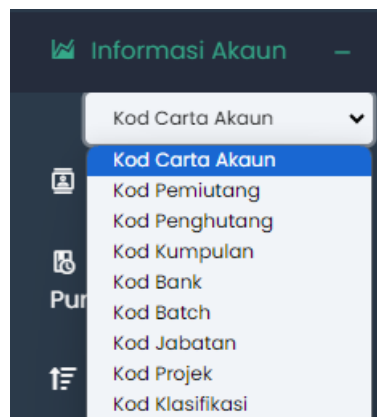 Informasi Akaun
Kod Carta Akaun
Kod Carta Akaun
Kod Pemiutang
Kod Penghutang
Kod Kumpulan
Kod Bank
Kod Batch
Pur
Kod Jabatan
Kod Projek
Kod Klasifikasi